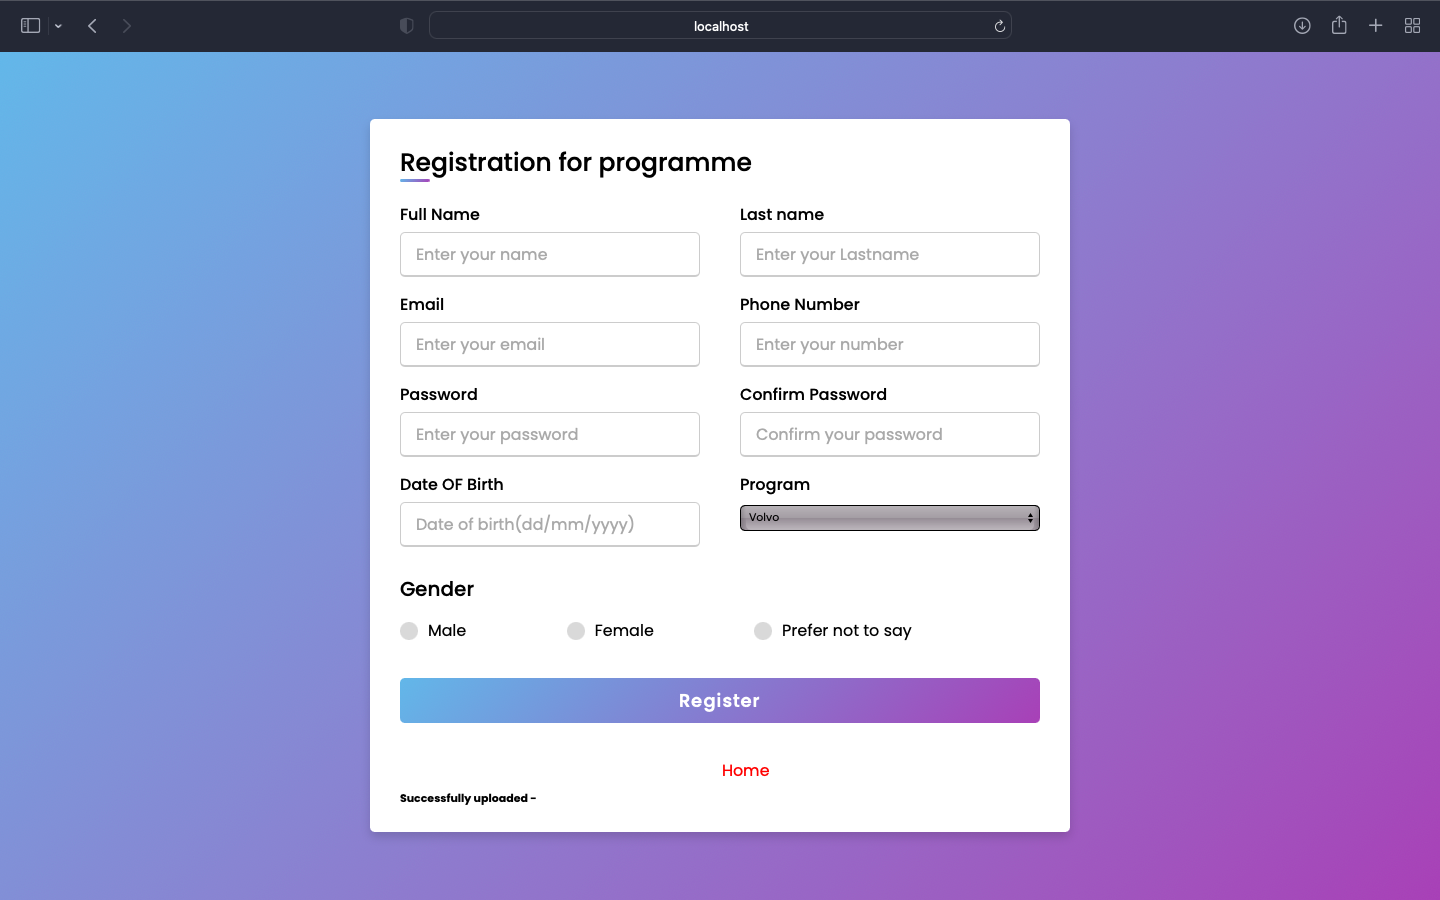 localhost
Registration for programme
Full Name
Last name
Enter your name
Enter your Lastname
Email
Phone Number
Enter your email
Enter your number
Password
Confirm Password
Enter your password
Confirm your password
Date OF Birth
Program
Date of birth(dd/mm/yyyy)
Volvo
Gender
Male
Female
Prefer not to say
Register
Home
Successfully uploaded -